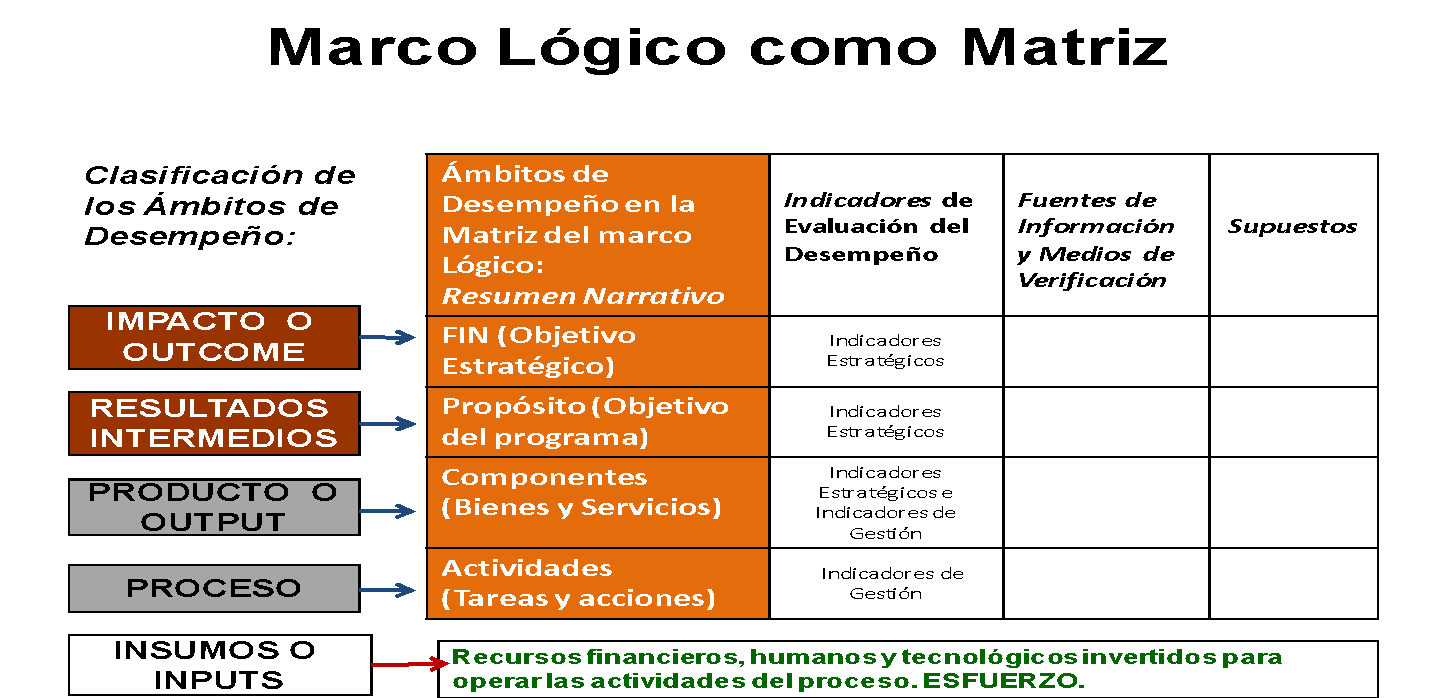 Marco Lógico como Matriz
Clasificación de
los Ámbitos de
Desempeño:
Ámbitos de
Desempeño en la
Matriz del marco
Lógico:
Resumen Narrativo
Indicadores de
Evaluación del
Desempeño
Fuentes de
Información
y Medios de
Verificación
Supuestos
IMPACTO O
OUTCOME
FIN (Objetivo
Estratégico)
Indicadores
Estratégicos
RESULTADOS
INTERMEDIOS
Propósito (Objetivo
del programa)
Indicadores
Estratégicos
PRODUCTO O
OUTPUT
Componentes
(Bienes y Servicios)
Indicadores
Estratégicos e
Indicadores de
Gestión
PROCESO
Actividades
(Tareas y acciones)
Indicadores de
Gestión
INSUMOS O
INPUTS
Recursos financieros, humanos y tecnológicos invertidos para
operar las actividades del proceso. ESFUERZO.